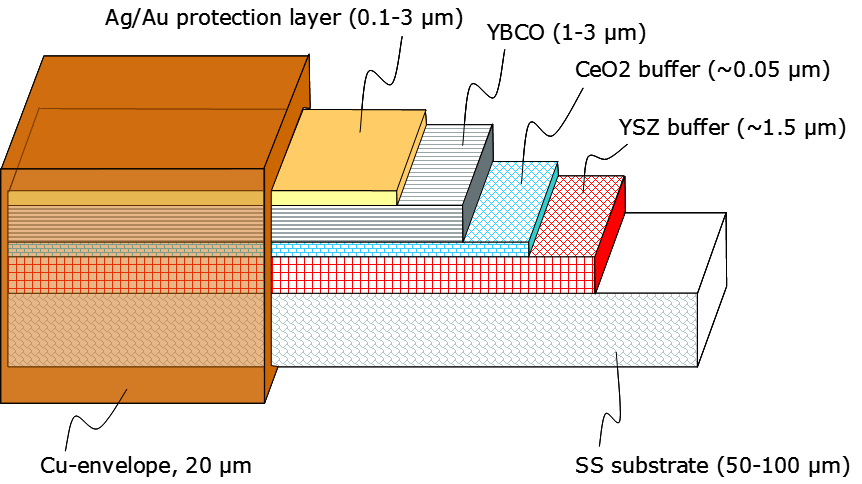 Ag/Au protection layer (0.1-3 µm)
YBCO (1-3 µm)
CeO2 buffer (~0.05 µm)
YSZ buffer (~1.5 µm)
Cu-envelope, 20 µm
SS substrate (50-100 µm)